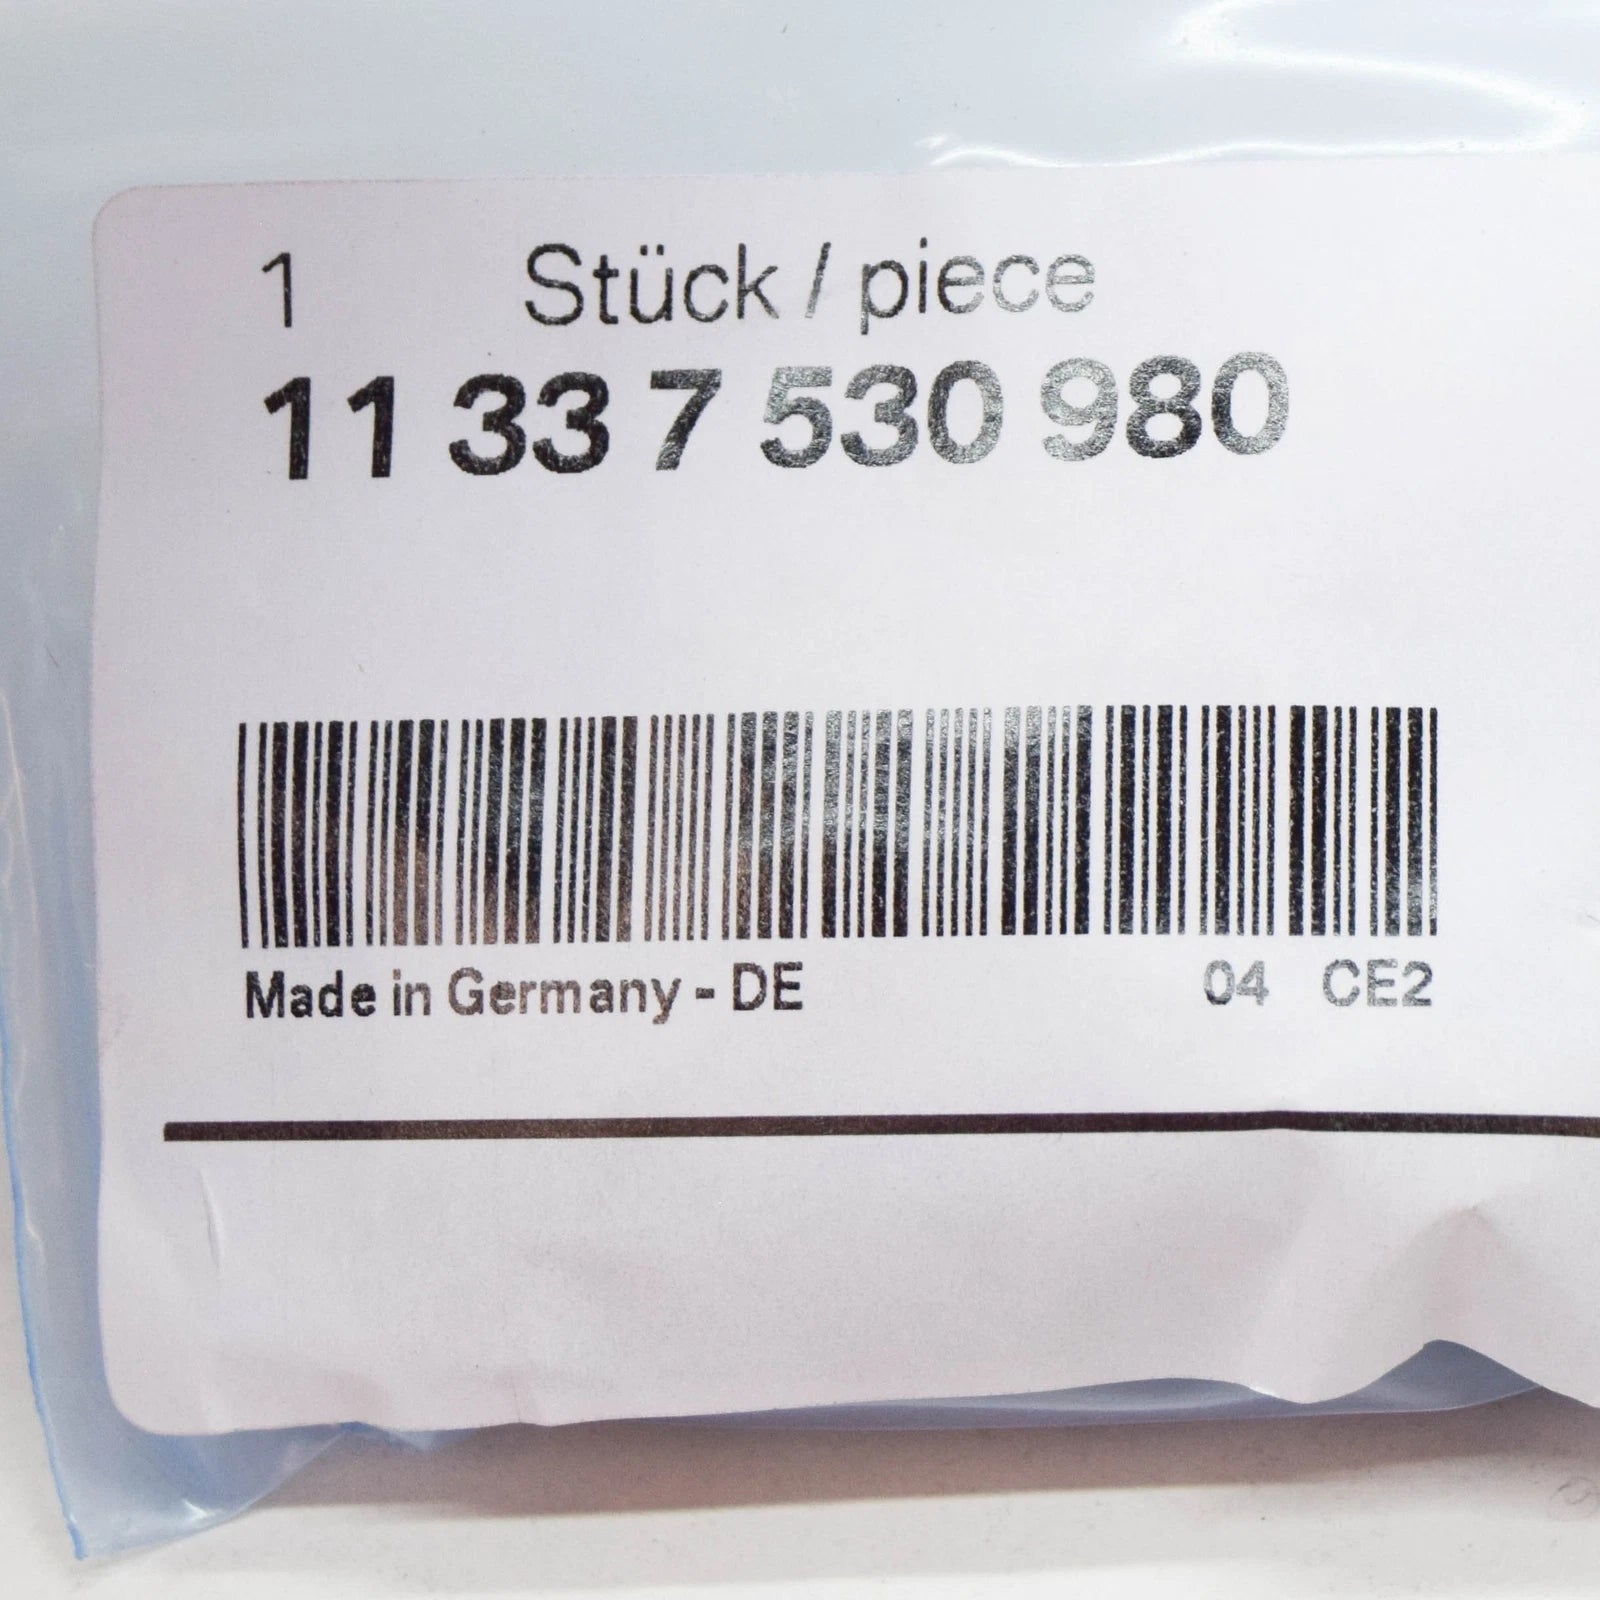 1 Stück / piece
11 33 7 530 980
Made in Germany - DE 04 CE2